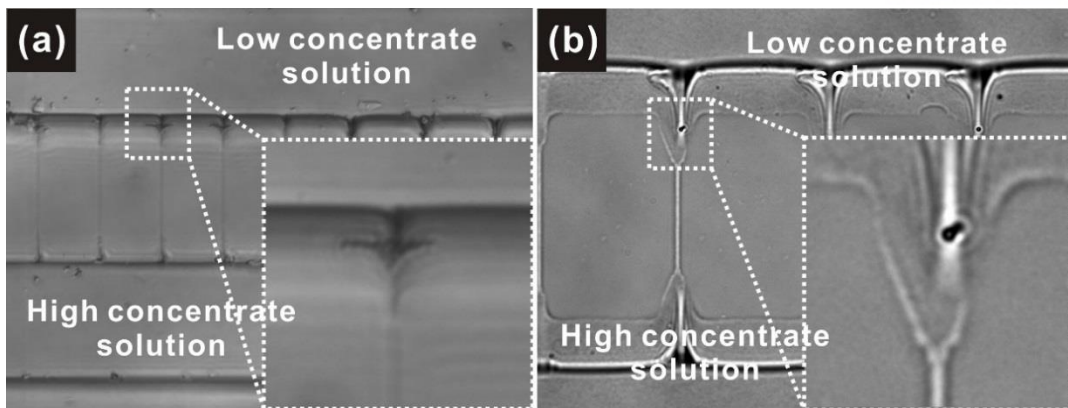 (a)
Low concentrate
solution
High concentrate
solution
(b)
Low concentrate
solution
High concentrate
solution